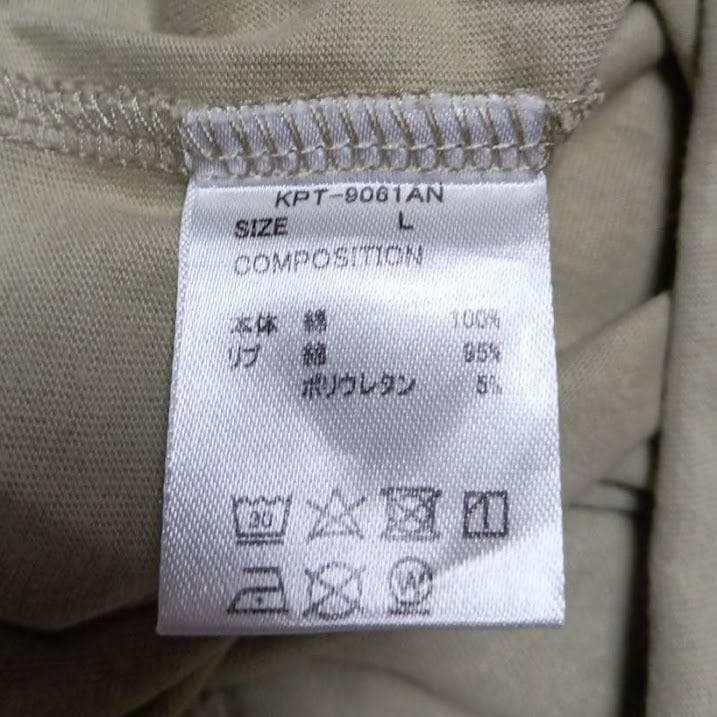 KPT-9061AN
SIZE L
COMPOSITION
本体 綿 100%
リブ 綿 95%
ポリウレタン 5%
30
W